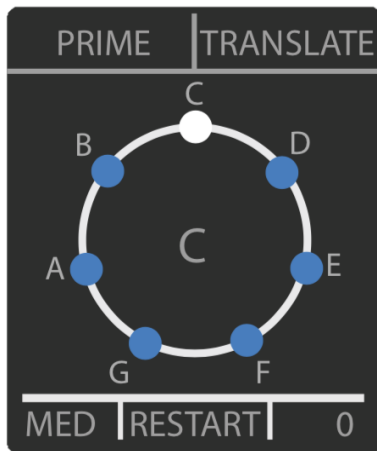 PRIME TRANSLATE
C
B D
C
A E
G F
MED RESTART 0